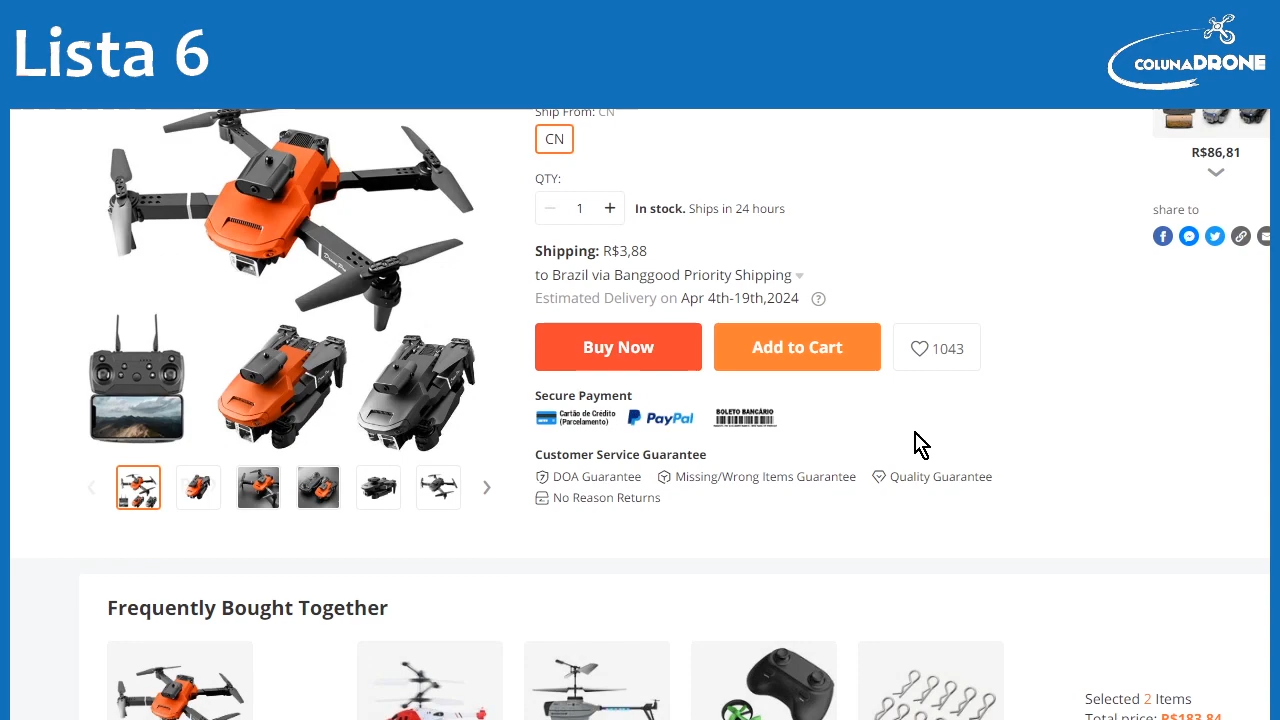 Lista 6
COLUNADRONE
Ship From: CN
CN
QTY:
1
In stock. Ships in 24 hours
Shipping: R$3,88
to Brazil via Banggood Priority Shipping
Estimated Delivery on Apr 4th-19th,2024
Buy Now
Add to Cart
1043
Secure Payment
Cartão de Crédito
(Parcelamento)
PayPal
BOLETO BANCÁRIO
Customer Service Guarantee
DOA Guarantee
Missing/Wrong Items Guarantee
Quality Guarantee
No Reason Returns
R$86,81
share to
Frequently Bought Together
Selected 2 Items
Total price: R$183,84